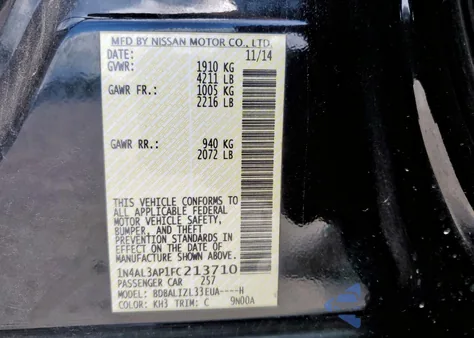 MFD BY NISSAN MOTOR CO., LTD.
DATE: 11/14
GVWR: 1910 KG
4211 LB
GAWR FR.: 1005 KG
2216 LB
GAWR RR.: 940 KG
2072 LB
THIS VEHICLE CONFORMS TO
ALL APPLICABLE FEDERAL
MOTOR VEHICLE SAFETY,
BUMPER, AND THEFT
PREVENTION STANDARDS IN
EFFECT ON THE DATE OF
MANUFACTURE SHOWN ABOVE.
1N4AL3AP1FC213710
PASSENGER CAR 257
MODEL: BDBALTZL33EUA----H
COLOR: KH3 TRIM: C 9N00A